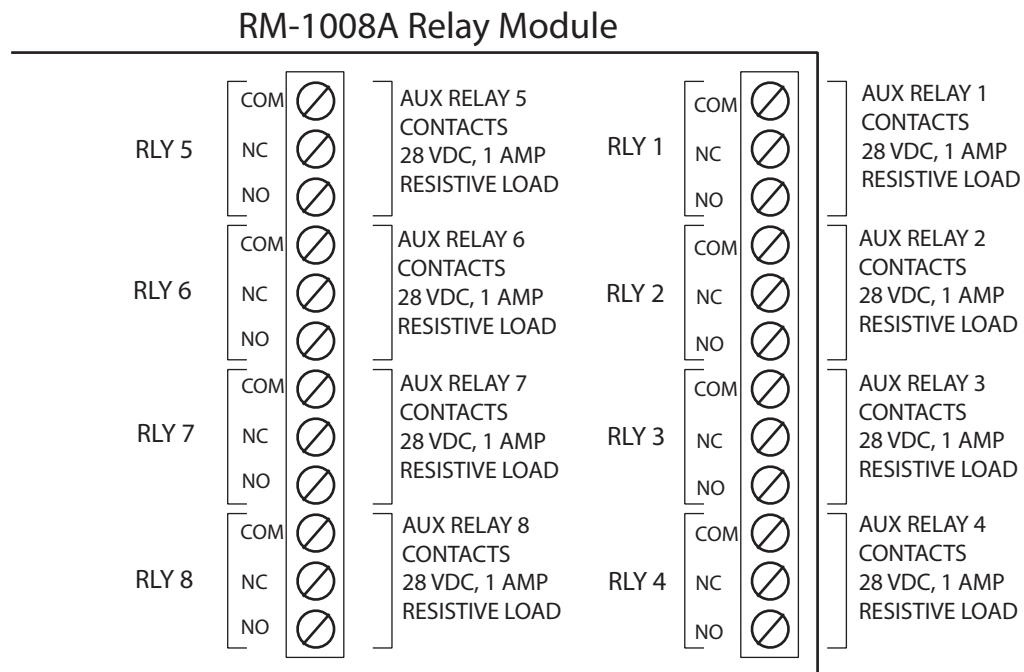 RM-1008A Relay Module
RLY 5
COM
NC
NO
AUX RELAY 5
CONTACTS
28 VDC, 1 AMP
RESISTIVE LOAD
RLY 6
COM
NC
NO
AUX RELAY 6
CONTACTS
28 VDC, 1 AMP
RESISTIVE LOAD
RLY 7
COM
NC
NO
AUX RELAY 7
CONTACTS
28 VDC, 1 AMP
RESISTIVE LOAD
RLY 8
COM
NC
NO
AUX RELAY 8
CONTACTS
28 VDC, 1 AMP
RESISTIVE LOAD
RLY 1
COM
NC
NO
AUX RELAY 1
CONTACTS
28 VDC, 1 AMP
RESISTIVE LOAD
RLY 2
COM
NC
NO
AUX RELAY 2
CONTACTS
28 VDC, 1 AMP
RESISTIVE LOAD
RLY 3
COM
NC
NO
AUX RELAY 3
CONTACTS
28 VDC, 1 AMP
RESISTIVE LOAD
RLY 4
COM
NC
NO
AUX RELAY 4
CONTACTS
28 VDC, 1 AMP
RESISTIVE LOAD